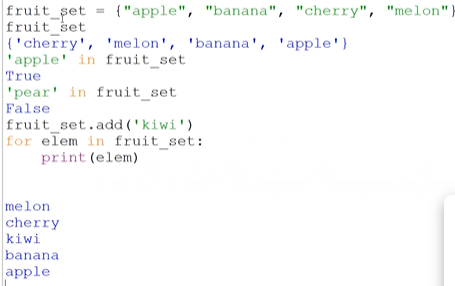 fruit_set = {"apple", "banana", "cherry", "melon"}
fruit_set
{'cherry', 'melon', 'banana', 'apple'}
'apple' in fruit_set
True
'pear' in fruit_set
False
fruit_set.add('kiwi')
for elem in fruit_set:
    print(elem)
melon
cherry
kiwi
banana
apple